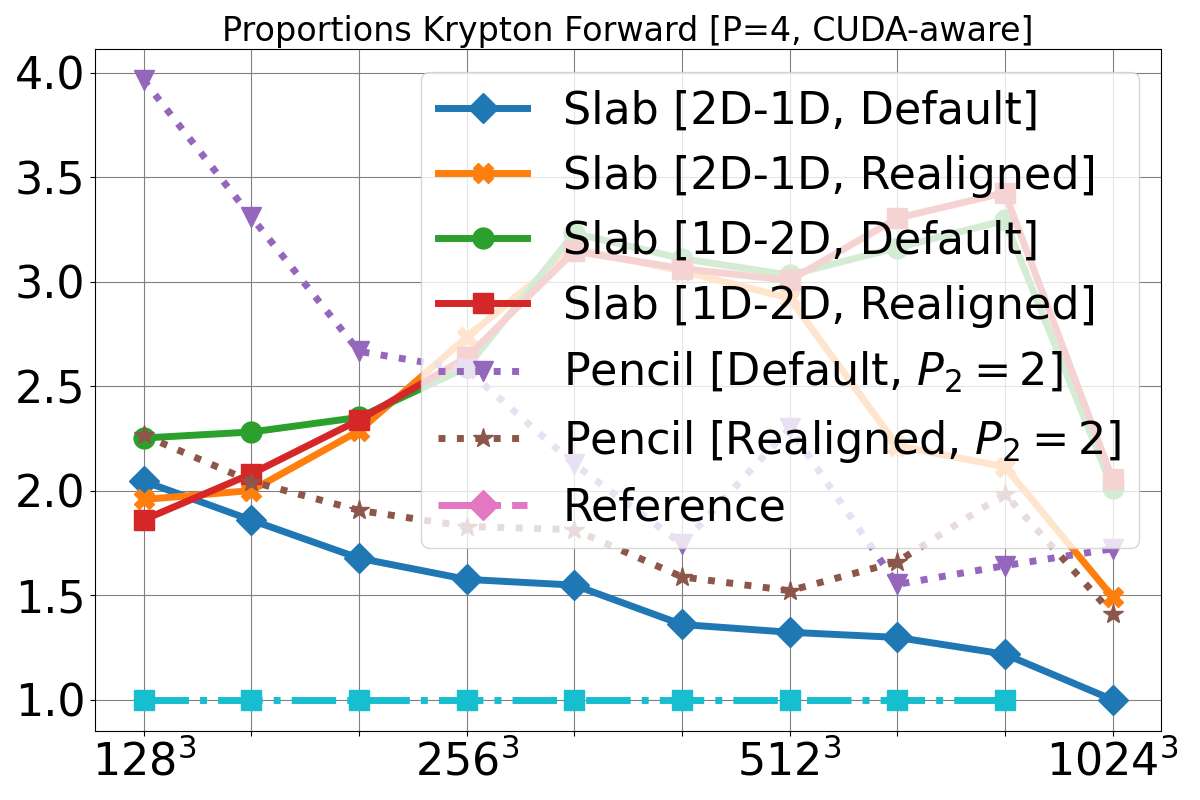 Proportions Krypton Forward [P=4, CUDA-aware]
4.0
3.5
3.0
2.5
2.0
1.5
1.0
Slab [2D-1D, Default]
Slab [2D-1D, Realigned]
Slab [1D-2D, Default]
Slab [1D-2D, Realigned]
Pencil [Default, P₂ = 2]
Pencil [Realigned, P₂ = 2]
Reference
128³ 256³ 512³ 1024³